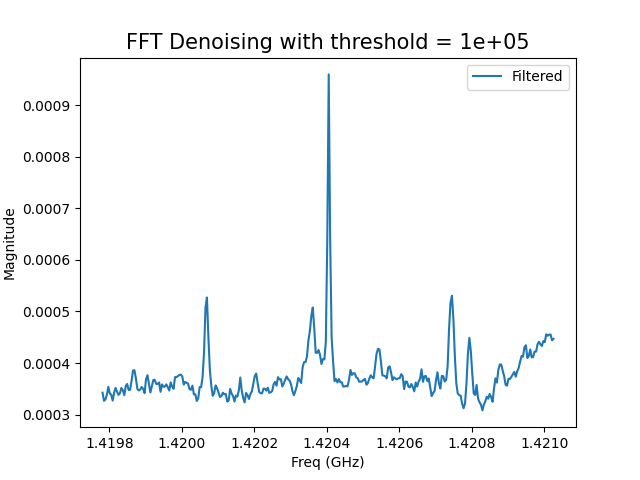 FFT Denoising with threshold = 1e+05
Filtered
0.0009
0.0008
0.0007
0.0006
0.0005
0.0004
0.0003
Magnitude
1.4198 1.4200 1.4202 1.4204 1.4206 1.4208 1.4210
Freq (GHz)